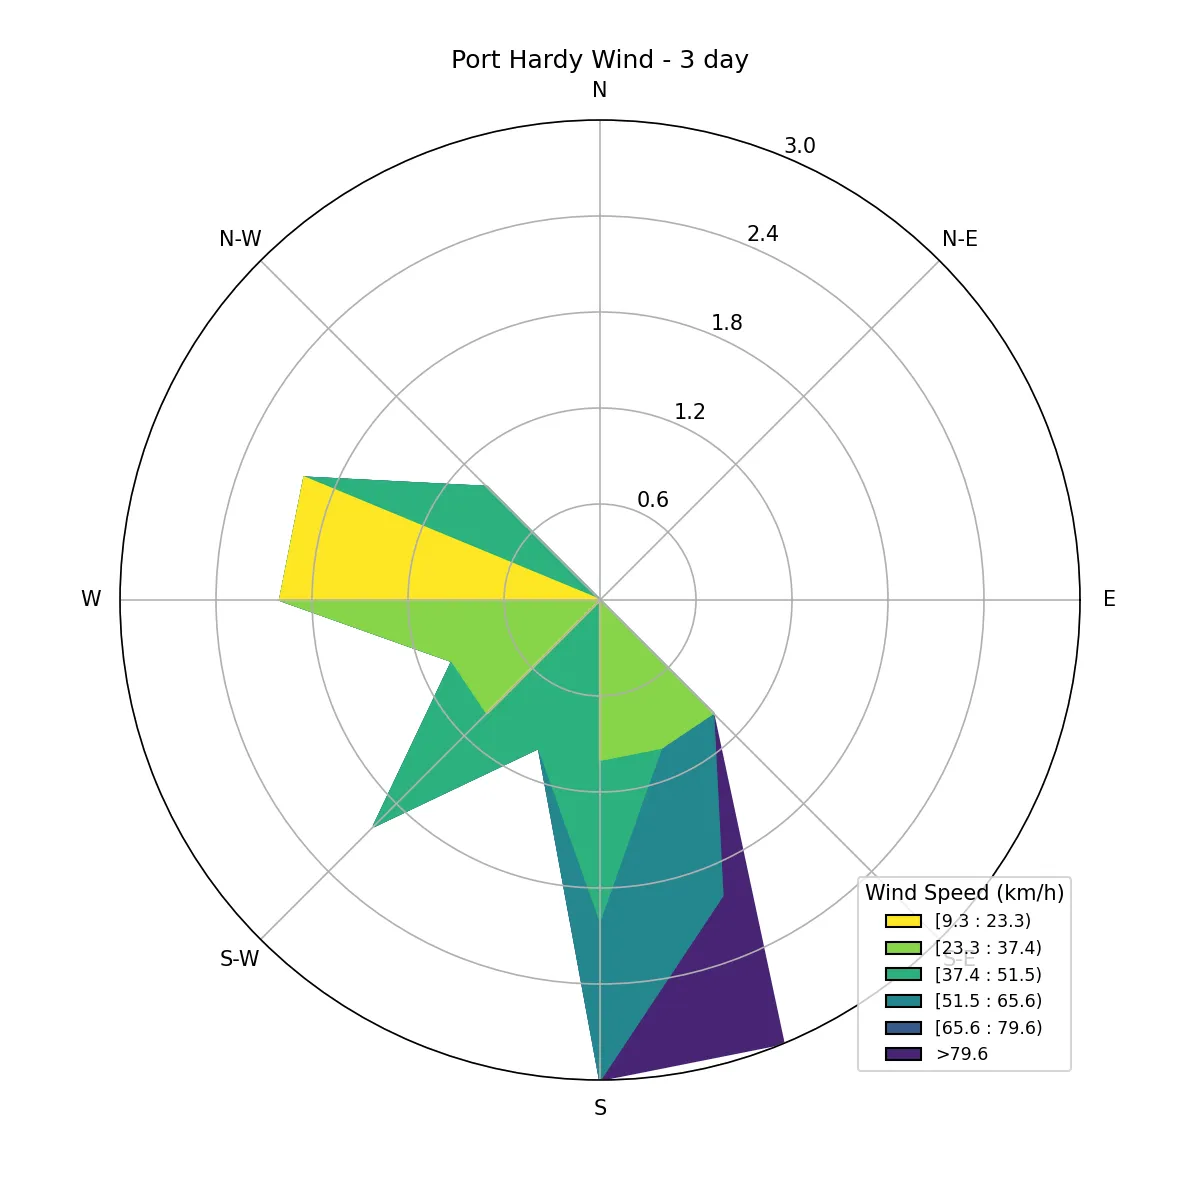 Port Hardy Wind - 3 day
N
3.0
N-W
2.4
N-E
1.8
1.2
0.6
W
E
S-W
S-E
S
Wind Speed (km/h)
[9.3 : 23.3)
[23.3 : 37.4)
[37.4 : 51.5)
[51.5 : 65.6)
[65.6 : 79.6)
>79.6